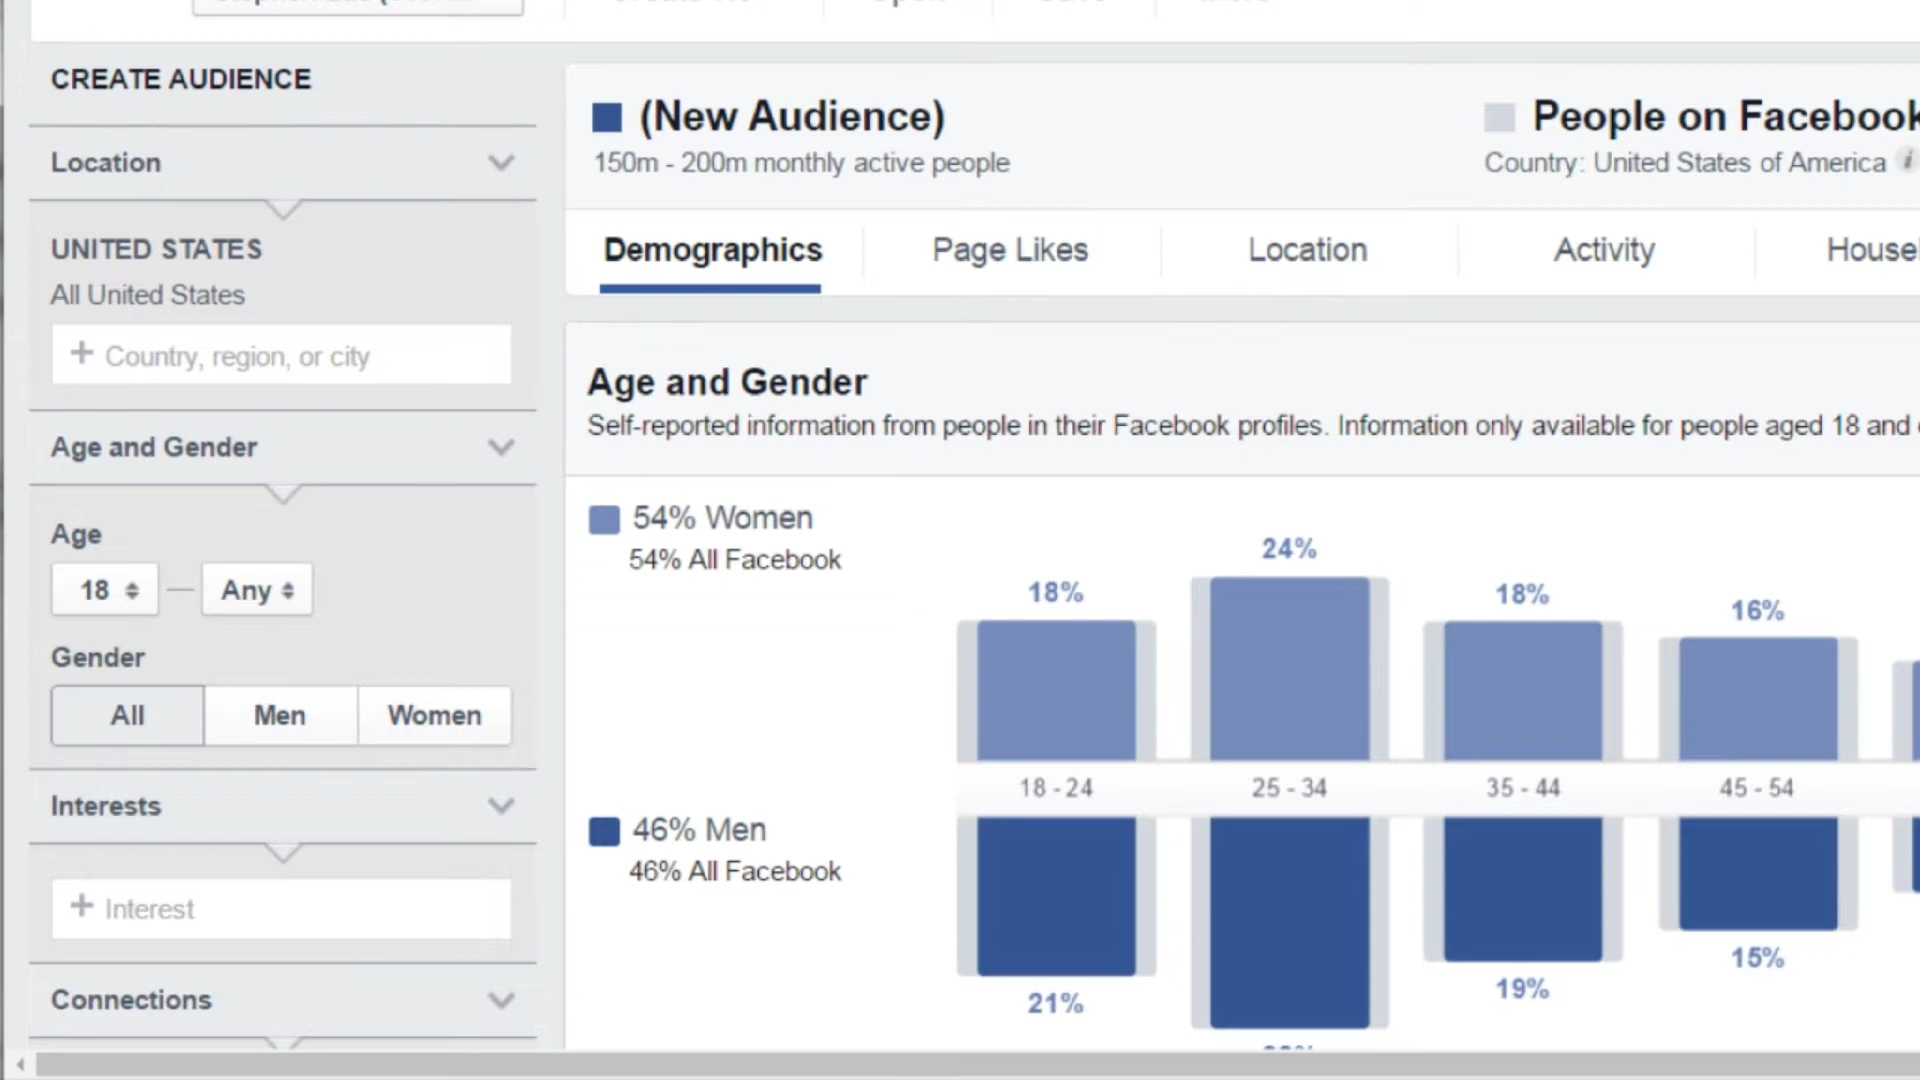 CREATE AUDIENCE
Location
UNITED STATES
All United States
+ Country, region, or city
Age and Gender
Age
18 — Any
Gender
All Men Women
Interests
+ Interest
Connections
(New Audience)
150m - 200m monthly active people
People on Facebook
Country: United States of America i
Demographics Page Likes Location Activity
Age and Gender
Self-reported information from people in their Facebook profiles. Information only available for people aged 18 and
54% Women
54% All Facebook
18% 24% 18% 16%
18 - 24 25 - 34 35 - 44 45 - 54
46% Men
46% All Facebook
21% 19% 15%